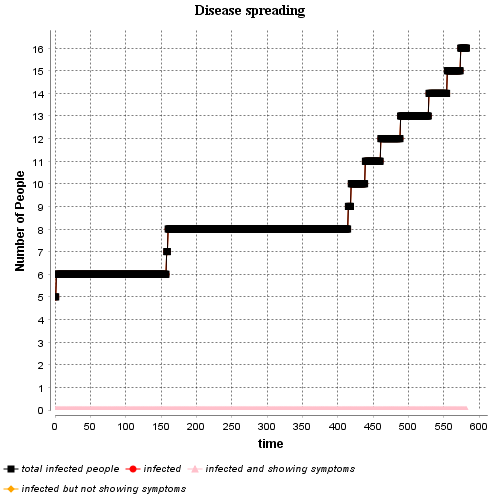 Disease spreading
16
15
14
13
12
11
10
9
8
7
6
5
4
3
2
1
0
Number of People
0 50 100 150 200 250 300 350 400 450 500 550 600
time
total infected people infected infected and showing symptoms
infected but not showing symptoms